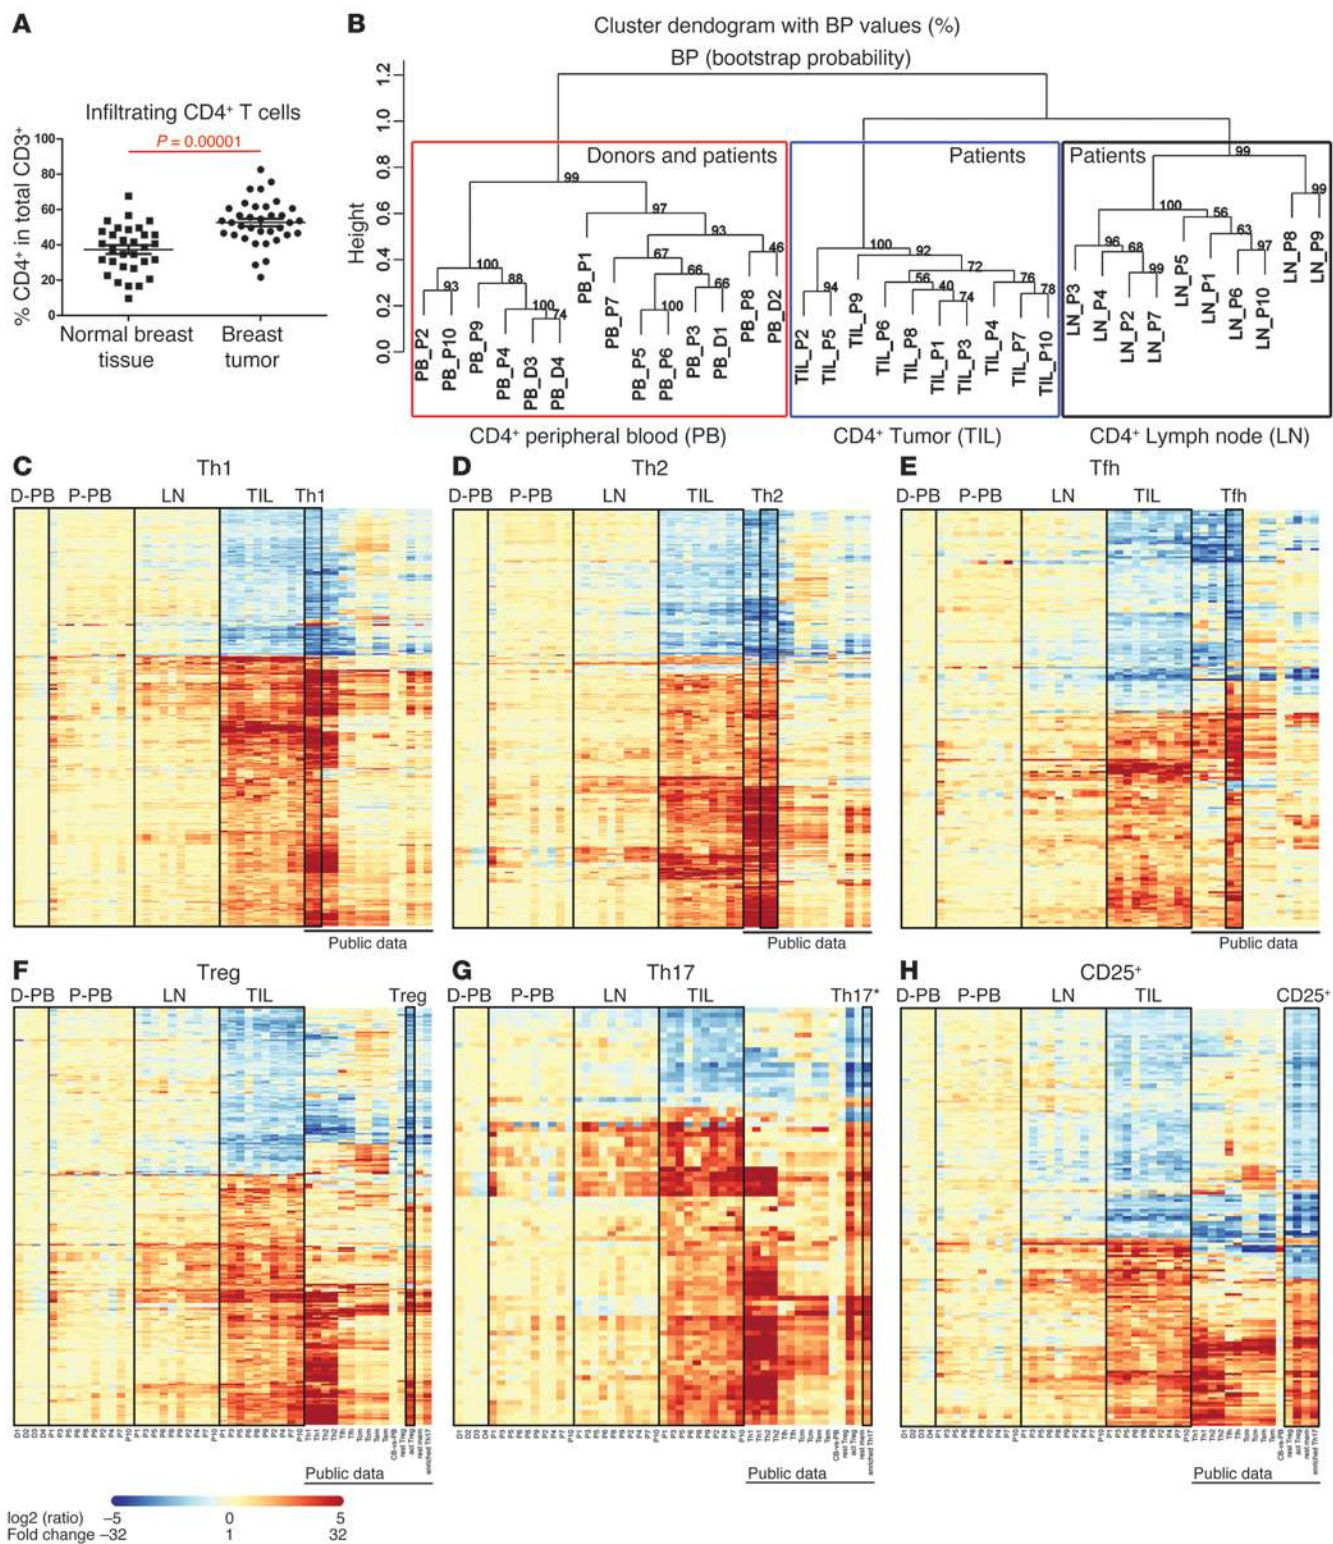 A
Infiltrating CD4+ T cells
P = 0.00001
% CD4+ in total CD3+
100
80
60
40
20
0
Normal breast tissue
Breast tumor
B
Cluster dendogram with BP values (%)
BP (bootstrap probability)
Height
1.2
1.0
0.8
0.6
0.4
0.2
0.0
Donors and patients
Patients
Patients
99
97
93
46
67
66
66
100
100
93
88
100
74
100
94
92
72
56
40
74
76
78
99
99
100
96
68
99
56
63
97
PB_P2
PB_P10
PB_P9
PB_P4
PB_D3
PB_D4
PB_P1
PB_P7
PB_P5
PB_P6
PB_P3
PB_D1
PB_P8
PB_D2
TIL_P2
TIL_P5
TIL_P9
TIL_P6
TIL_P8
TIL_P1
TIL_P3
TIL_P4
TIL_P7
TIL_P10
LN_P3
LN_P4
LN_P2
LN_P7
LN_P5
LN_P1
LN_P6
LN_P10
LN_P8
LN_P9
CD4+ peripheral blood (PB)
CD4+ Tumor (TIL)
CD4+ Lymph node (LN)
C
Th1
D-PB P-PB LN TIL Th1
Public data
D
Th2
D-PB P-PB LN TIL Th2
Public data
E
Tfh
D-PB P-PB LN TIL Tfh
Public data
F
Treg
D-PB P-PB LN TIL Treg
Public data
G
Th17
D-PB P-PB LN TIL Th17*
Public data
H
CD25+
D-PB P-PB LN TIL CD25+
Public data
log2 (ratio) −5 0 5
Fold change −32 1 32